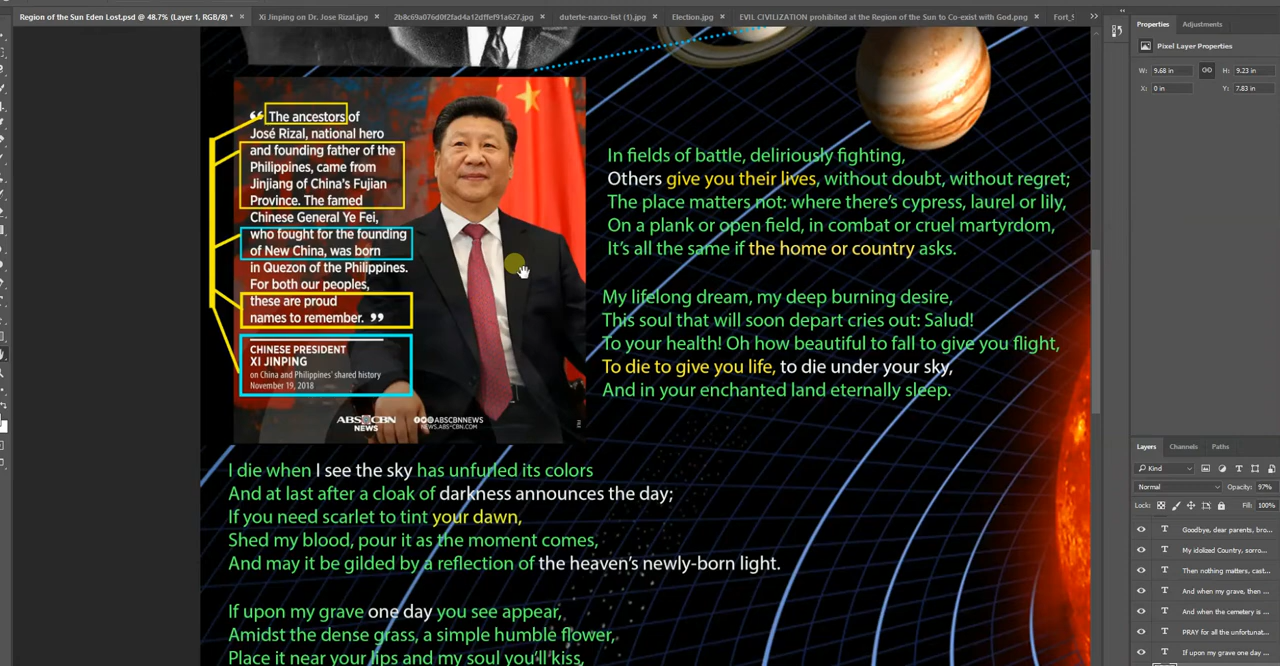 Region of the Sun Eden Lost.psd @ 48.7% (Layer 1, RGB/8) *
Xi Jinping on Dr. Jose Rizal.jpg
2b8c69a076d0f2fad4a12dffef91a627.jpg
duterte-narco-list (1).jpg
Election.jpg
EVIL CIVILIZATION prohibited at the Region of the Sun to Co-exist with God.png
Properties
Adjustments
Pixel Layer Properties
W: 9.68 in
H: 9.23 in
X: 0 in
Y: 7.83 in
“ The ancestors of
José Rizal, national hero
and founding father of the
Philippines, came from
Jinjiang of China's Fujian
Province. The famed
Chinese General Ye Fei,
who fought for the founding
of New China, was born
in Quezon of the Philippines.
For both our peoples,
these are proud
names to remember. ”
CHINESE PRESIDENT
XI JINPING
on China and Philippines' shared history
November 19, 2018
ABS CBN
NEWS
ABSCBNNEWS
NEWS.ABS-CBN.COM
In fields of battle, deliriously fighting,
Others give you their lives, without doubt, without regret;
The place matters not: where there's cypress, laurel or lily,
On a plank or open field, in combat or cruel martyrdom,
It's all the same if the home or country asks.
My lifelong dream, my deep burning desire,
This soul that will soon depart cries out: Salud!
To your health! Oh how beautiful to fall to give you flight,
To die to give you life, to die under your sky,
And in your enchanted land eternally sleep.
I die when I see the sky has unfurled its colors
And at last after a cloak of darkness announces the day;
If you need scarlet to tint your dawn,
Shed my blood, pour it as the moment comes,
And may it be gilded by a reflection of the heaven's newly-born light.
If upon my grave one day you see appear,
Amidst the dense grass, a simple humble flower,
Place it near your lips and my soul you'll kiss,
Layers
Channels
Paths
Kind
Normal
Opacity: 97%
Lock:
Fill: 100%
Goodbye, dear parents, bro...
My idolized Country, sorro...
Then nothing matters, cast...
And when my grave, then ...
And when the cemetery is ...
PRAY for all the unfortunat...
If upon my grave one day ...